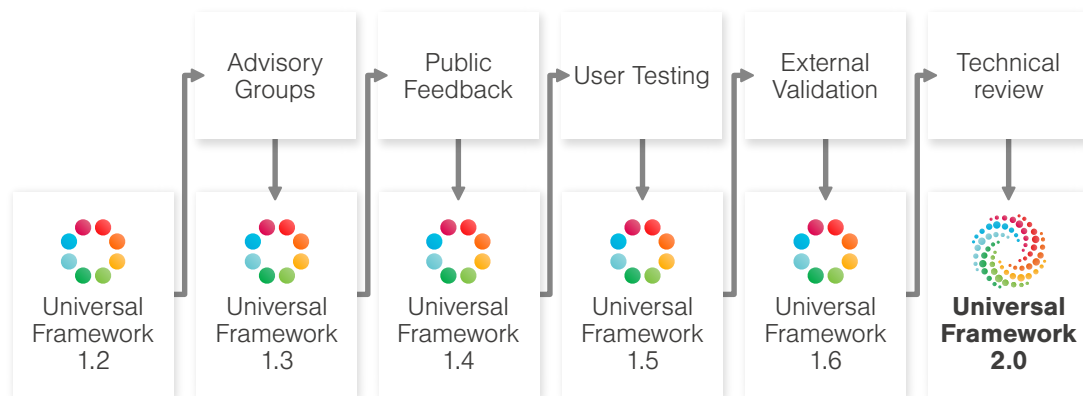 Advisory
Groups
Public
Feedback
User Testing
External
Validation
Technical
review
Universal
Framework
1.2
Universal
Framework
1.3
Universal
Framework
1.4
Universal
Framework
1.5
Universal
Framework
1.6
Universal
Framework
2.0